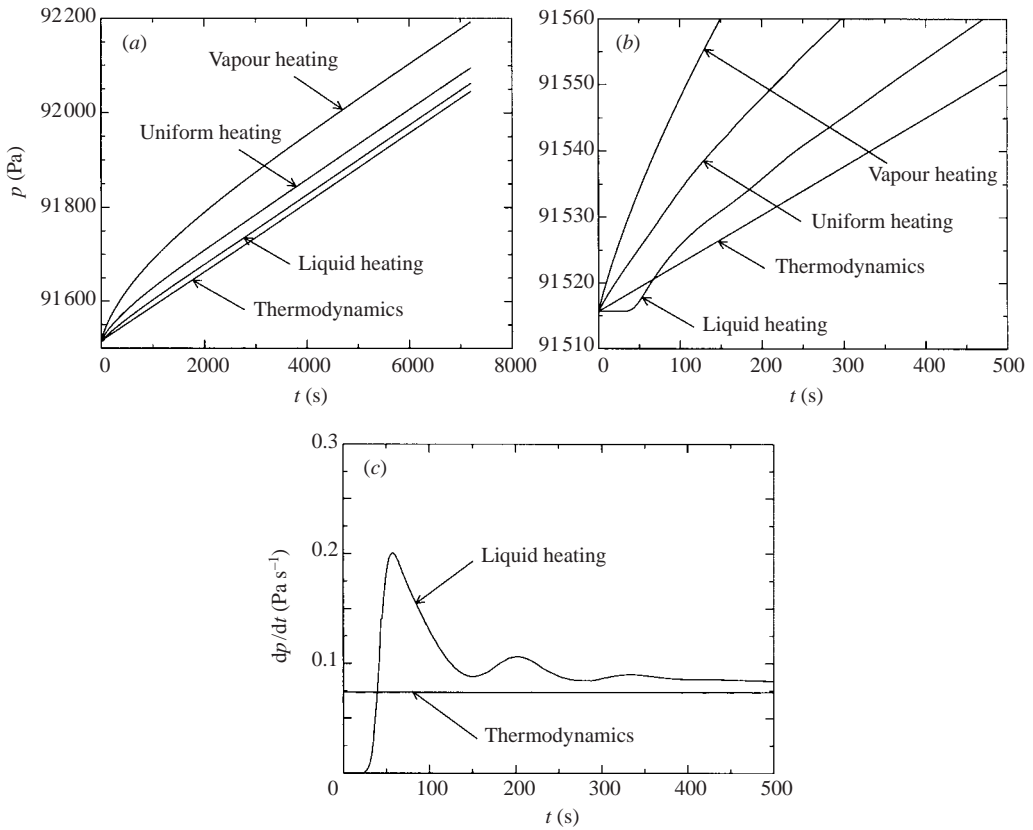 (a)
92200
92000
91800
91600
p (Pa)
Vapour heating
Uniform heating
Liquid heating
Thermodynamics
0 2000 4000 6000 8000
t (s)
(b)
91560
91550
91540
91530
91520
91510
Vapour heating
Uniform heating
Thermodynamics
Liquid heating
0 100 200 300 400 500
t (s)
(c)
0.3
0.2
0.1
dp/dt (Pa s⁻¹)
Liquid heating
Thermodynamics
0 100 200 300 400 500
t (s)